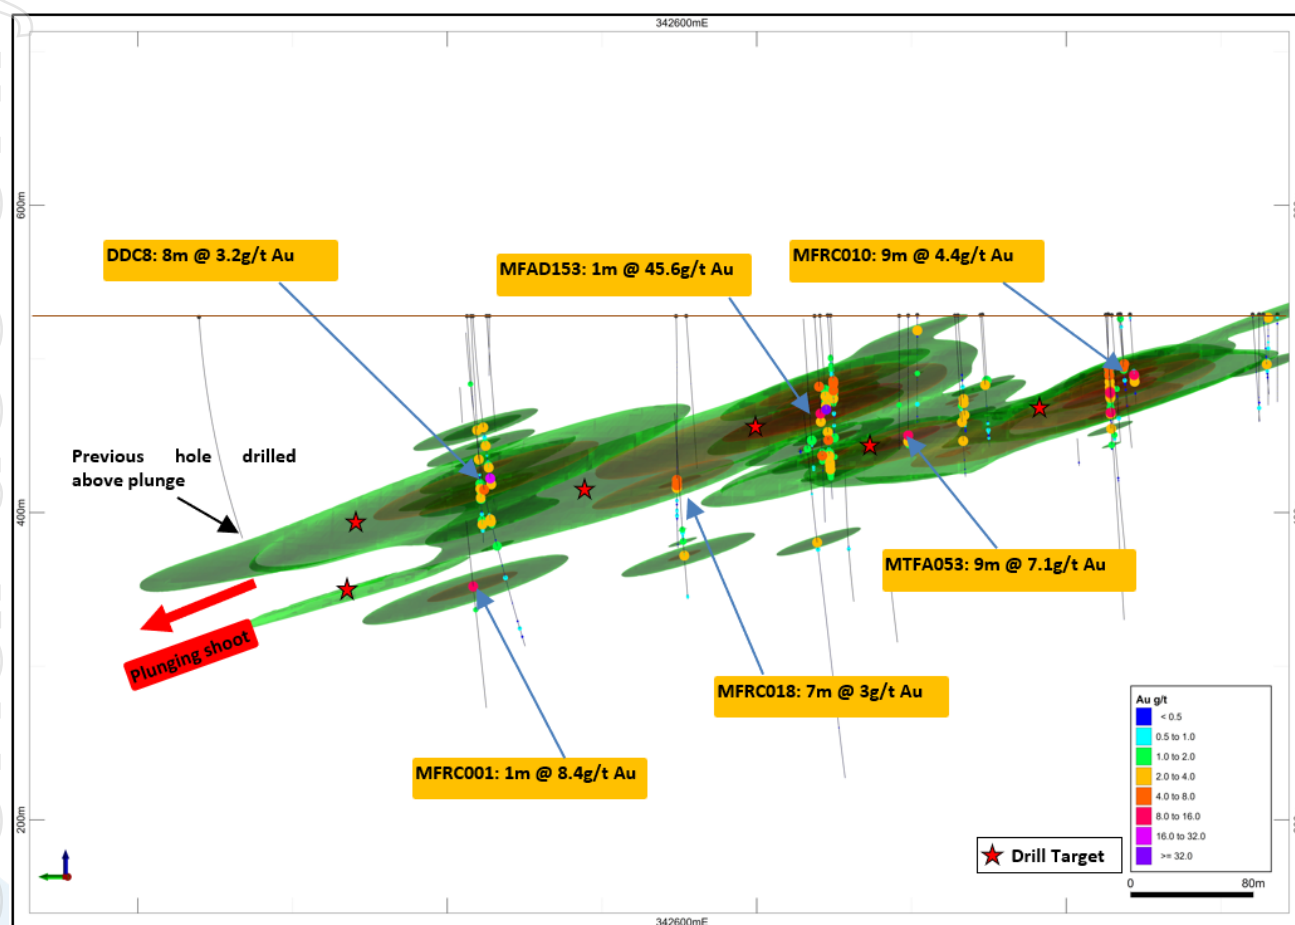 342600mE
600m
DDC8: 8m @ 3.2g/t Au
MFAD153: 1m @ 45.6g/t Au
MFRC010: 9m @ 4.4g/t Au
Previous hole drilled
above plunge
400m
MTFA053: 9m @ 7.1g/t Au
Plunging shoot
MFRC018: 7m @ 3g/t Au
MFRC001: 1m @ 8.4g/t Au
200m
Au g/t
< 0.5
0.5 to 1.0
1.0 to 2.0
2.0 to 4.0
4.0 to 8.0
8.0 to 16.0
16.0 to 32.0
>= 32.0
Drill Target
0 80m
342600mE